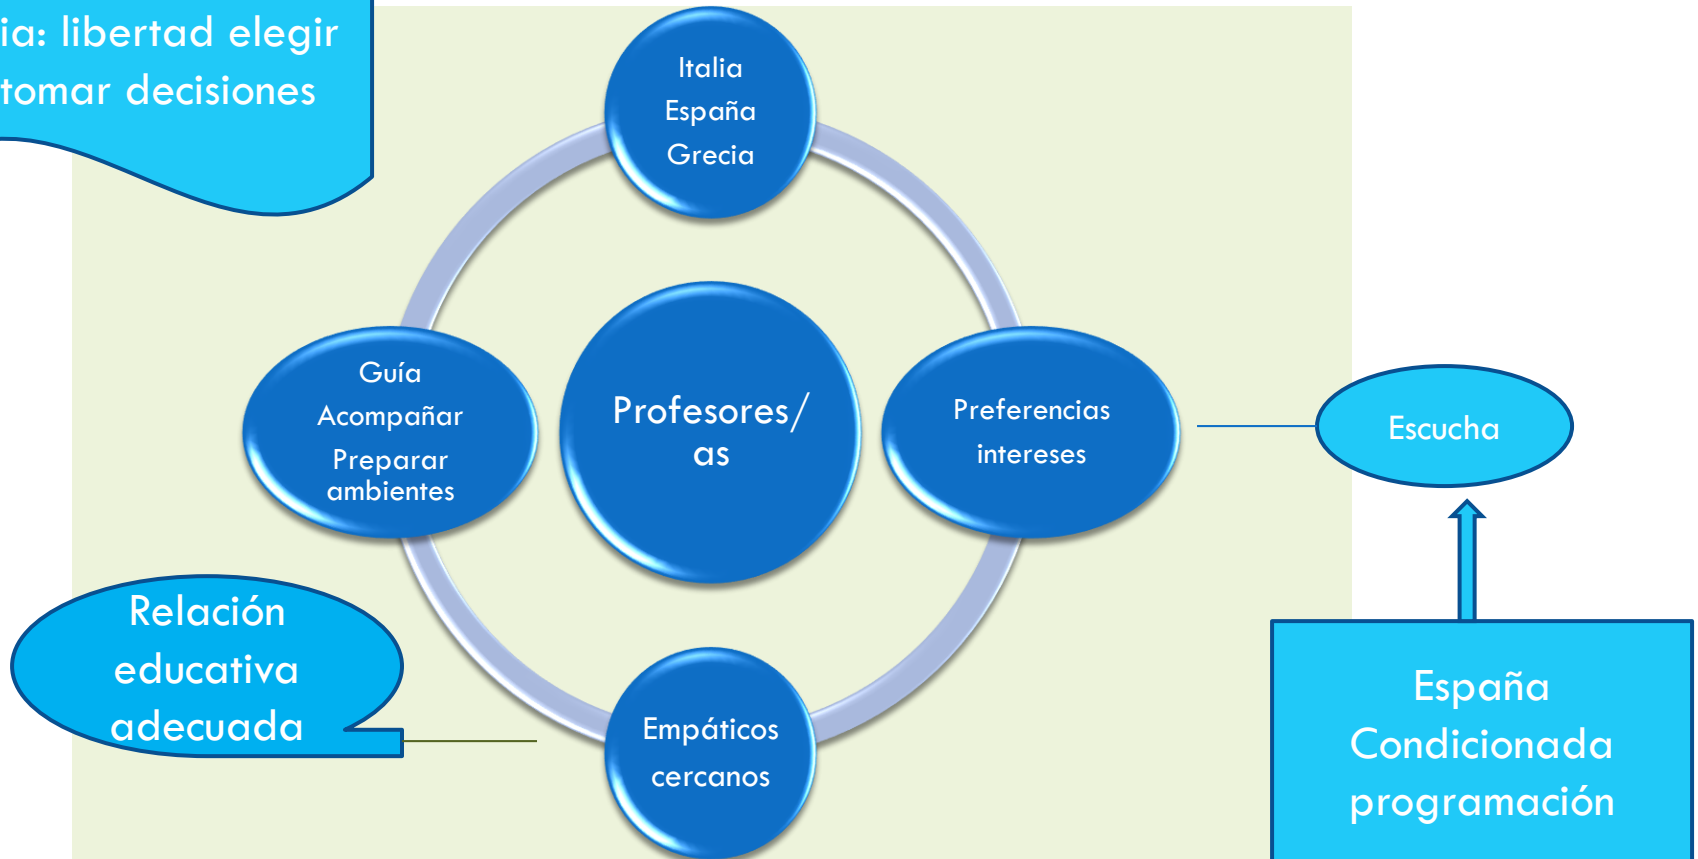 ia: libertad elegir
tomar decisiones
Italia
España
Grecia
Guía
Acompañar
Preparar
ambientes
Profesores/
as
Preferencias
intereses
Escucha
Relación
educativa
adecuada
Empáticos
cercanos
España
Condicionada
programación